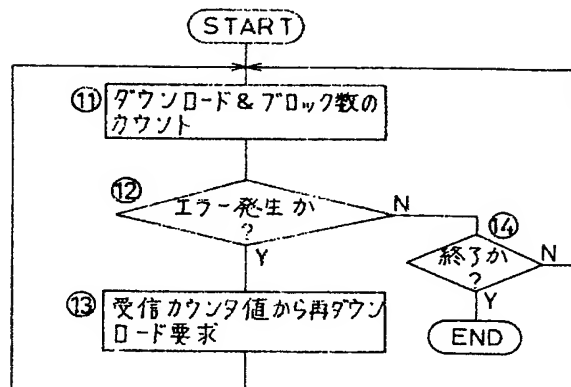 START
⑪ ダウンロード&ブロック数の
カウント
⑫ エラー発生か
?
N
Y
⑭ 終了か
?
N
Y
⑬ 受信カウンタ値から再ダウン
ロード要求
END